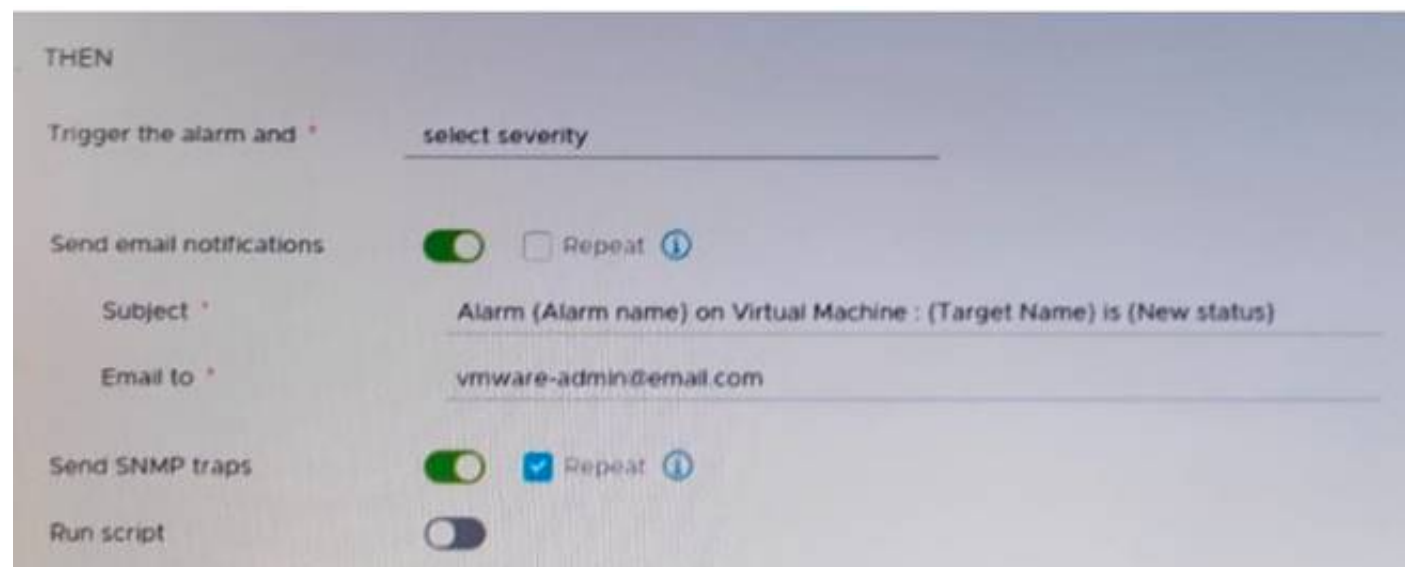 THEN
Trigger the alarm and * select severity
Send email notifications Repeat
Subject * Alarm (Alarm name) on Virtual Machine : (Target Name) is (New status)
Email to * vmware-admin@email.com
Send SNMP traps Repeat
Run script